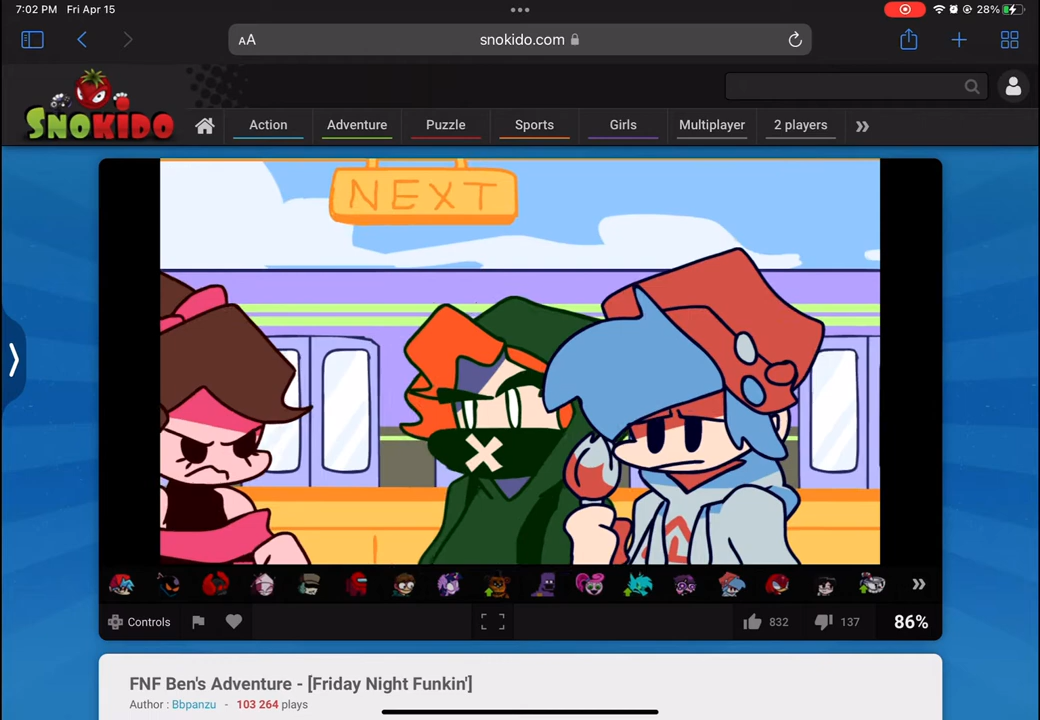 7:02 PM Fri Apr 15
28%
AA
snokido.com
SNOKIDO
Action
Adventure
Puzzle
Sports
Girls
Multiplayer
2 players
NEXT
Controls
832
137
86%
FNF Ben's Adventure - [Friday Night Funkin']
Author : Bbpanzu - 103 264 plays